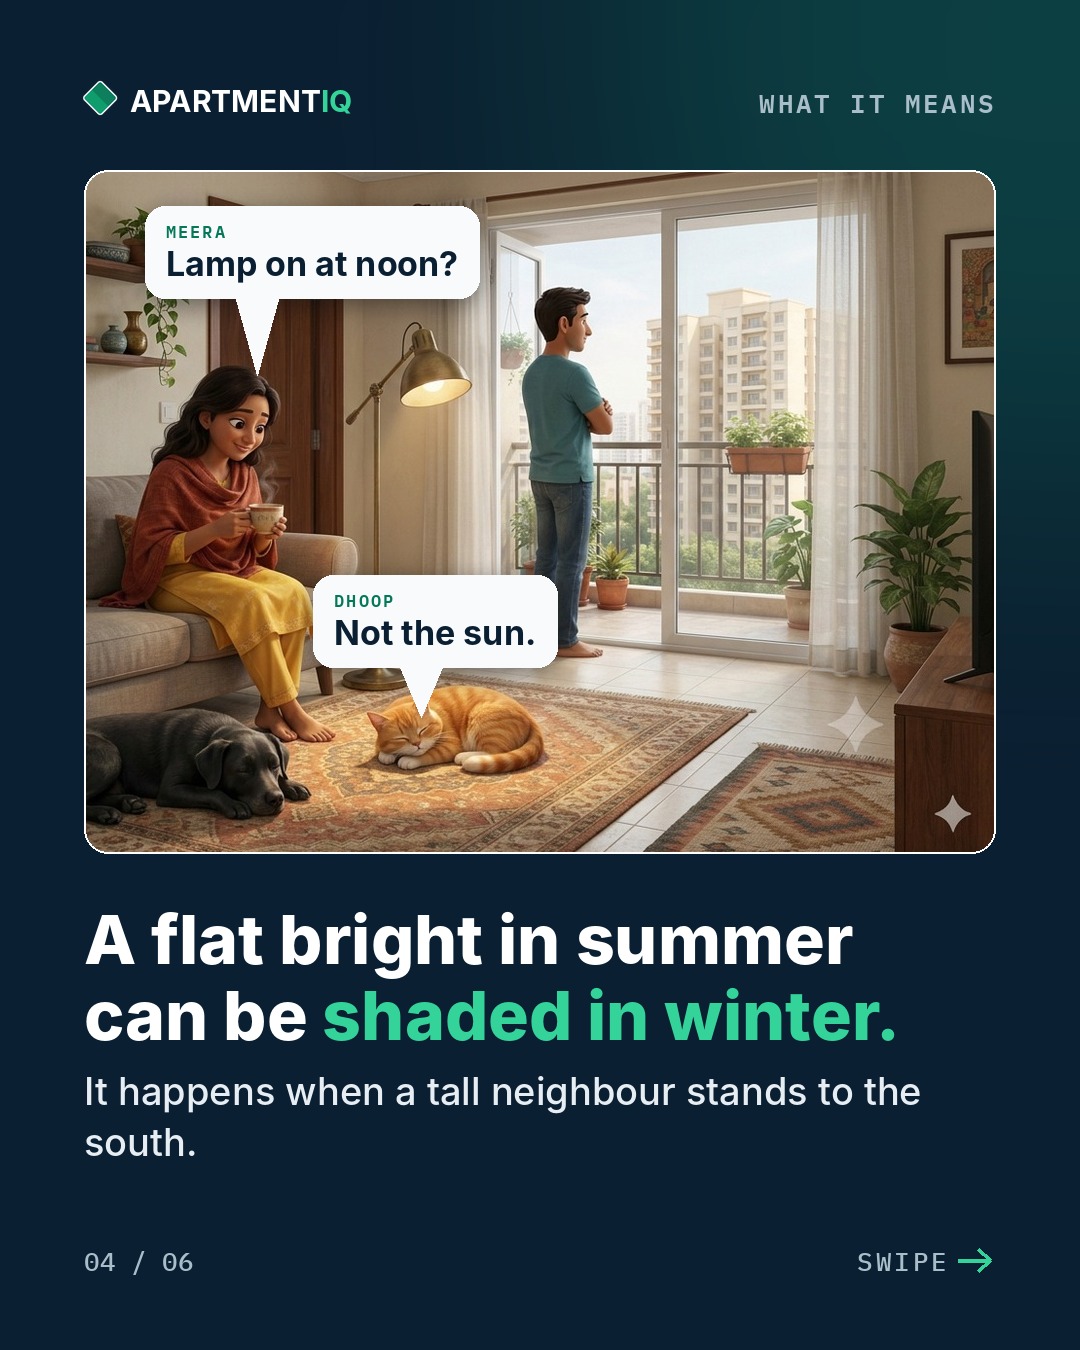 APARTMENTIQ
WHAT IT MEANS
MEERA
Lamp on at noon?
DHOOP
Not the sun.
A flat bright in summer
can be shaded in winter.
It happens when a tall neighbour stands to the
south.
04 / 06
SWIPE →